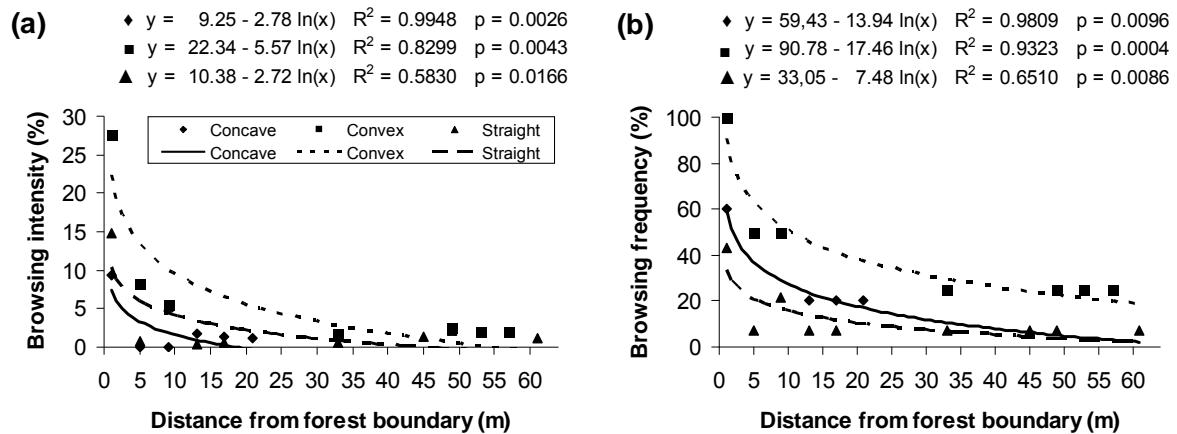 (a)
◆ y = 9.25 - 2.78 ln(x) R² = 0.9948 p = 0.0026
■ y = 22.34 - 5.57 ln(x) R² = 0.8299 p = 0.0043
▲ y = 10.38 - 2.72 ln(x) R² = 0.5830 p = 0.0166
Browsing intensity (%)
30
25
20
15
10
5
0
Concave Convex Straight
Concave Convex Straight
0 5 10 15 20 25 30 35 40 45 50 55 60
Distance from forest boundary (m)
(b)
◆ y = 59,43 - 13.94 ln(x) R² = 0.9809 p = 0.0096
■ y = 90.78 - 17.46 ln(x) R² = 0.9323 p = 0.0004
▲ y = 33,05 - 7.48 ln(x) R² = 0.6510 p = 0.0086
Browsing frequency (%)
100
80
60
40
20
0
0 5 10 15 20 25 30 35 40 45 50 55 60
Distance from forest boundary (m)